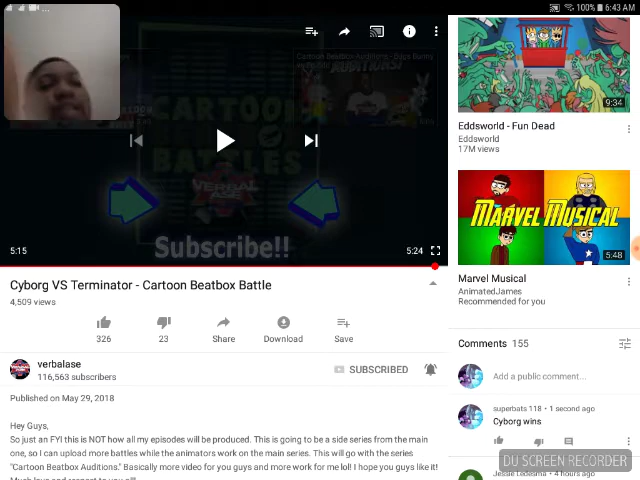 100% 6:43 AM
Cartoon Beatbox Auditions - Bugs Bunny
AUDITIONS!
CARTOON
BATTLES
VERBAL
ASE
Subscribe!!
5:15
5:24
Cyborg VS Terminator - Cartoon Beatbox Battle
4,509 views
326
23
Share
Download
Save
verbalase
116,563 subscribers
SUBSCRIBED
Published on May 29, 2018
Hey Guys,
So just an FYI this is NOT how all my episodes will be produced. This is going to be a side series from the main
one, so I can upload more battles while the animators work on the main series. This will go with the series
"Cartoon Beatbox Auditions." Basically more video for you guys and more work for me lol! I hope you guys like it!
9:34
Eddsworld - Fun Dead
Eddsworld
17M views
MARVEL MUSICAL
5:48
Marvel Musical
AnimatedJames
Recommended for you
Comments 155
Add a public comment...
superbats 118 • 1 second ago
Cyborg wins
DU SCREEN RECORDER
Jessie Ledesma • 4 hours ago